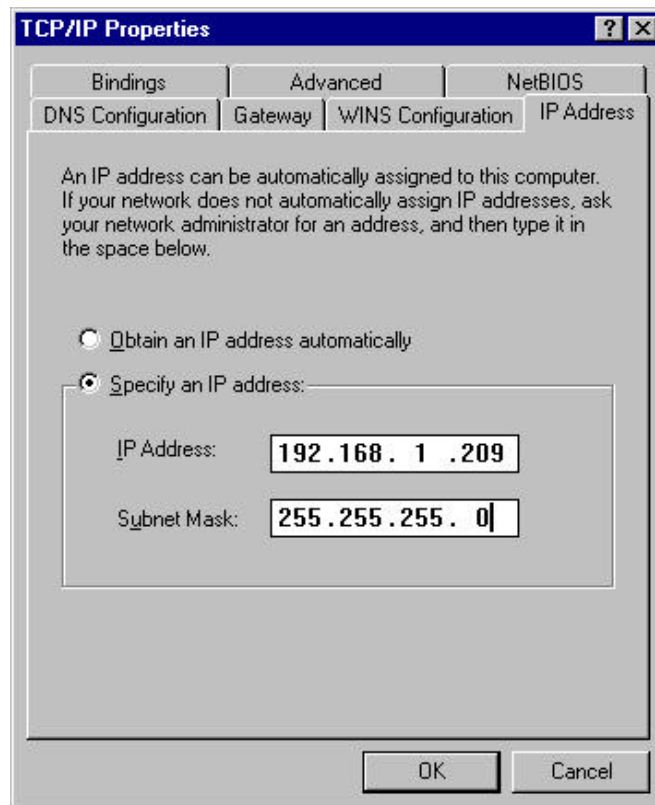 TCP/IP Properties
Bindings Advanced NetBIOS
DNS Configuration Gateway WINS Configuration IP Address
An IP address can be automatically assigned to this computer.
If your network does not automatically assign IP addresses, ask
your network administrator for an address, and then type it in
the space below.
Obtain an IP address automatically
Specify an IP address:
IP Address: 192.168. 1 .209
Subnet Mask: 255.255.255. 0
OK Cancel